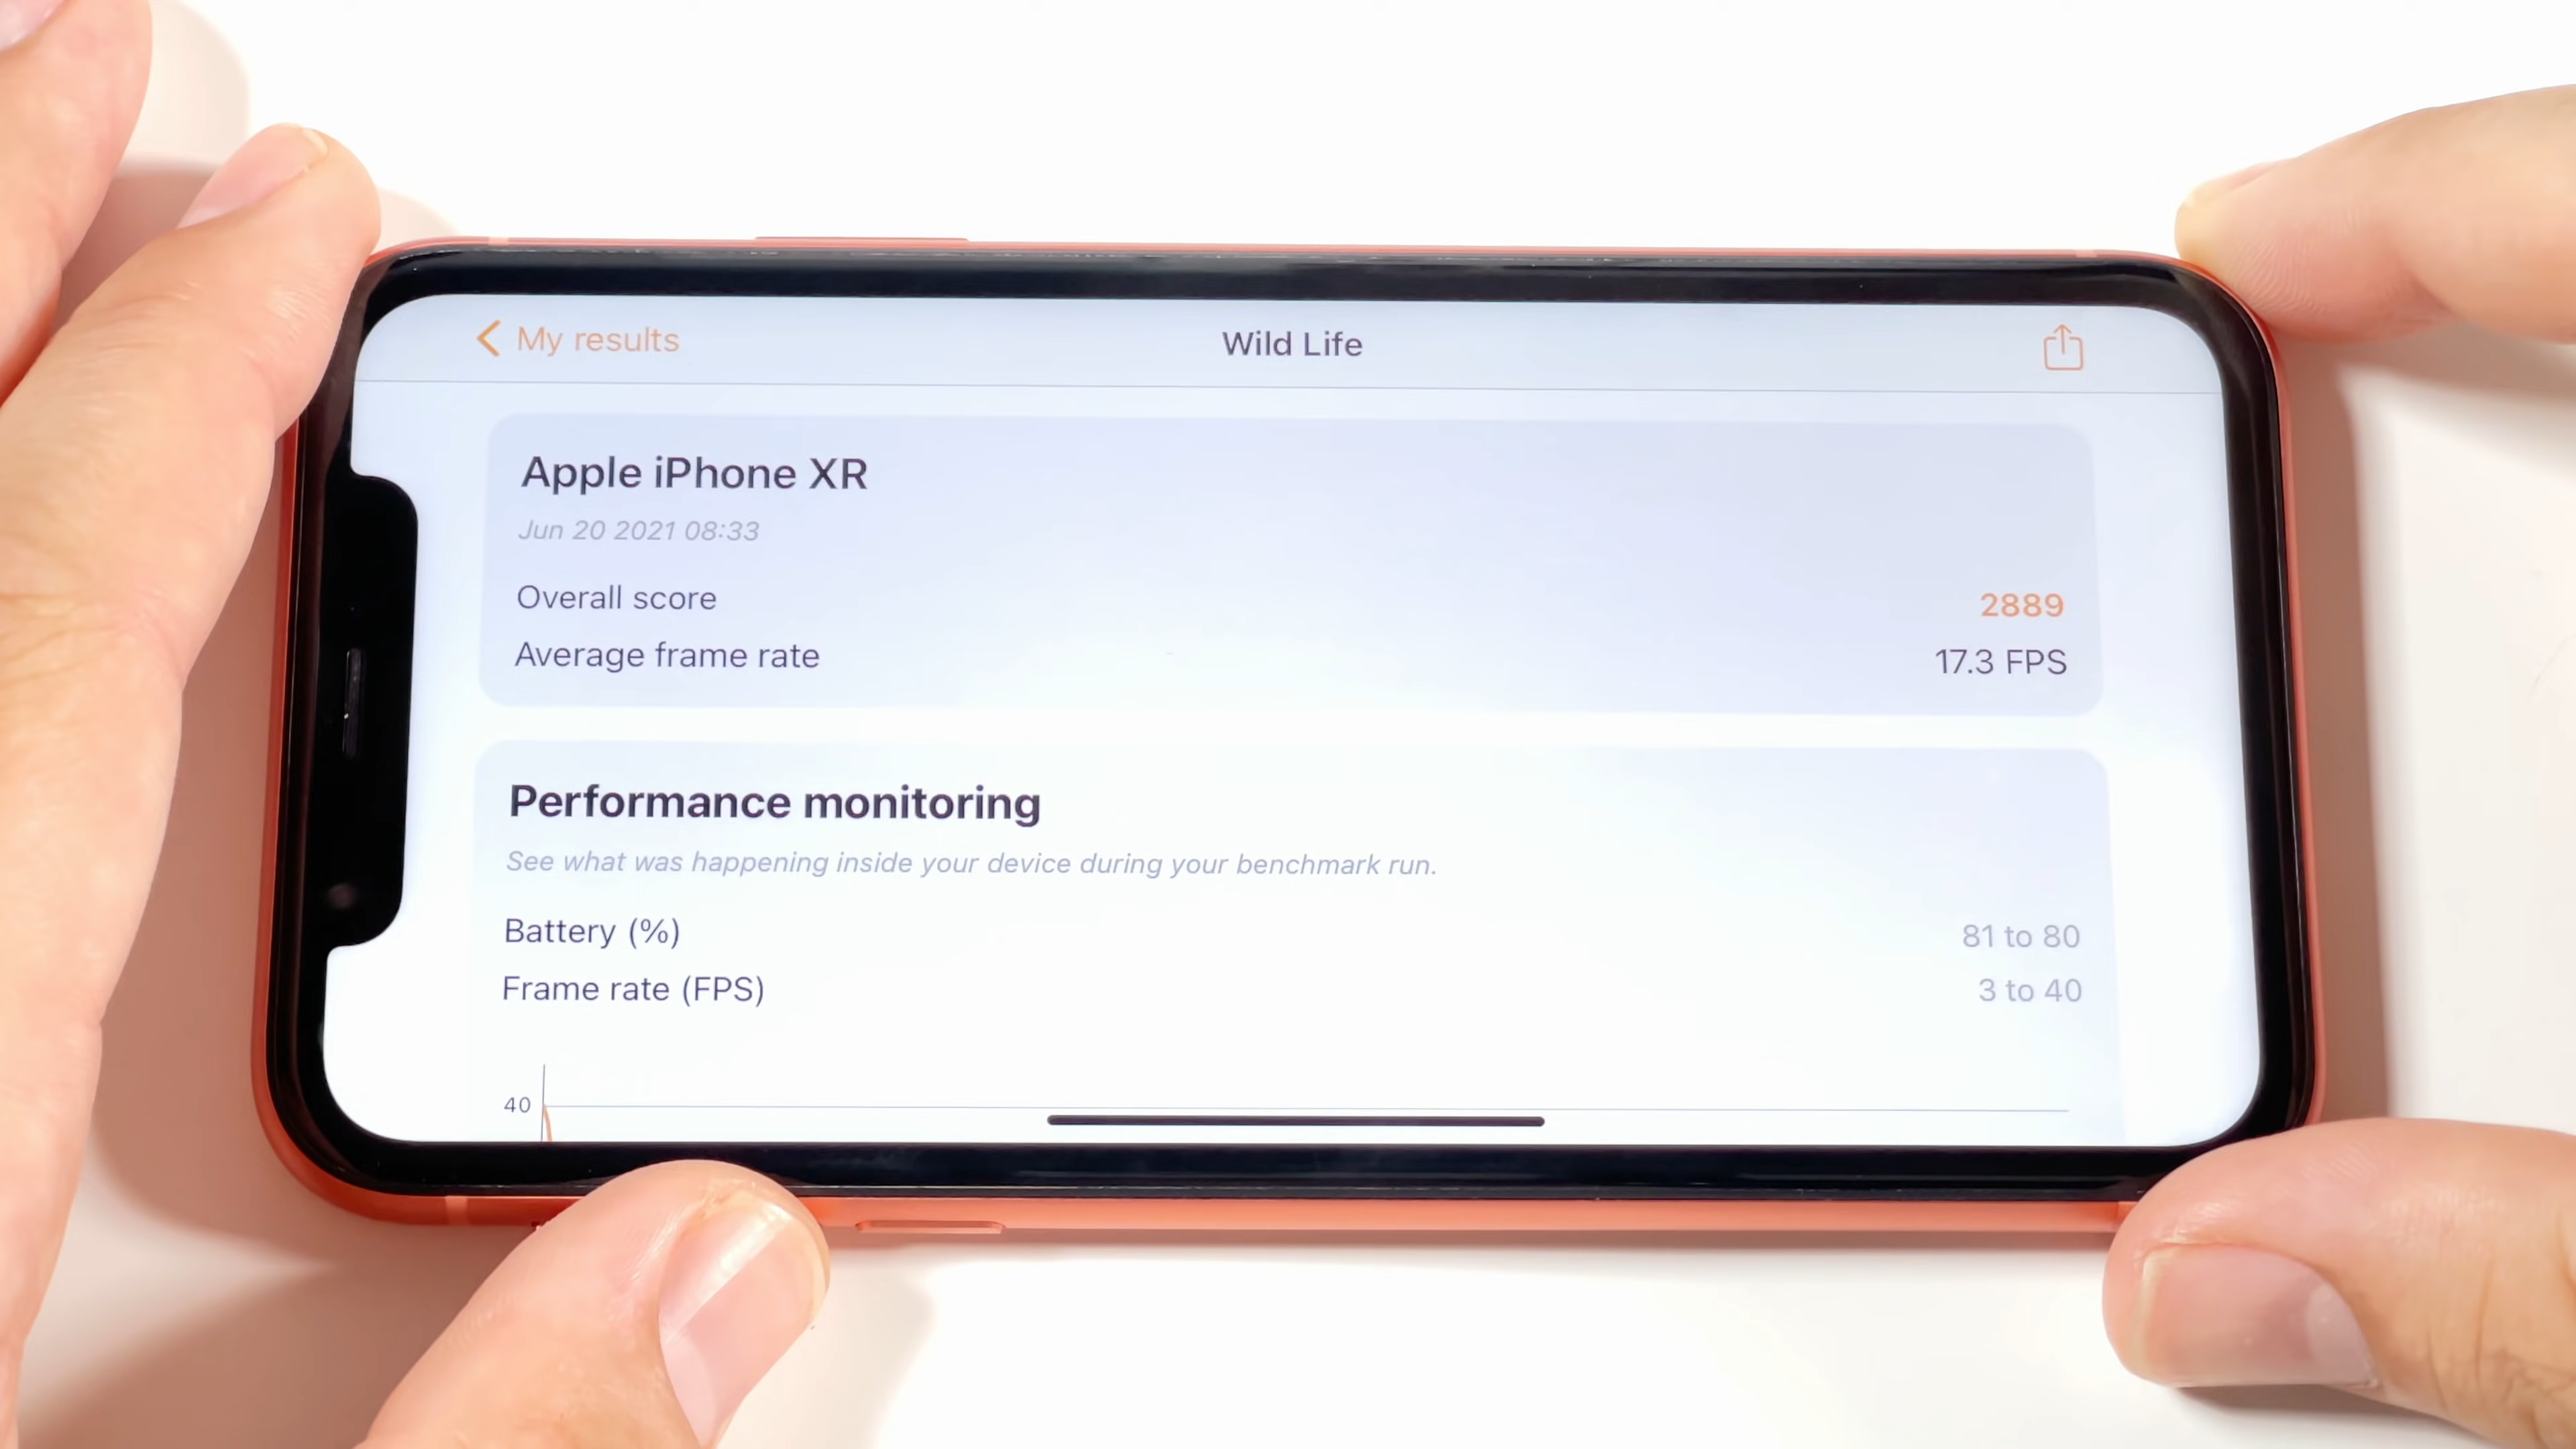 My results
Wild Life
Apple iPhone XR
Jun 20 2021 08:33
Overall score 2889
Average frame rate 17.3 FPS
Performance monitoring
See what was happening inside your device during your benchmark run.
Battery (%) 81 to 80
Frame rate (FPS) 3 to 40
40